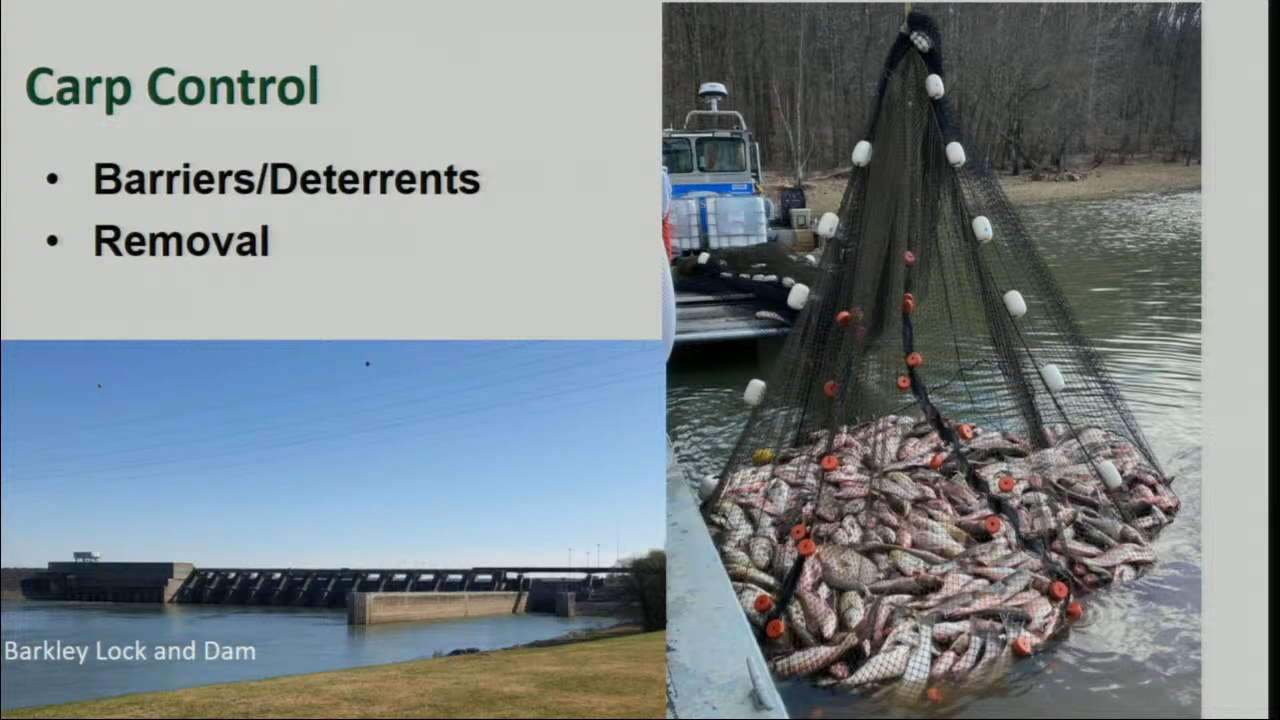 Carp Control
• Barriers/Deterrents
• Removal
Barkley Lock and Dam